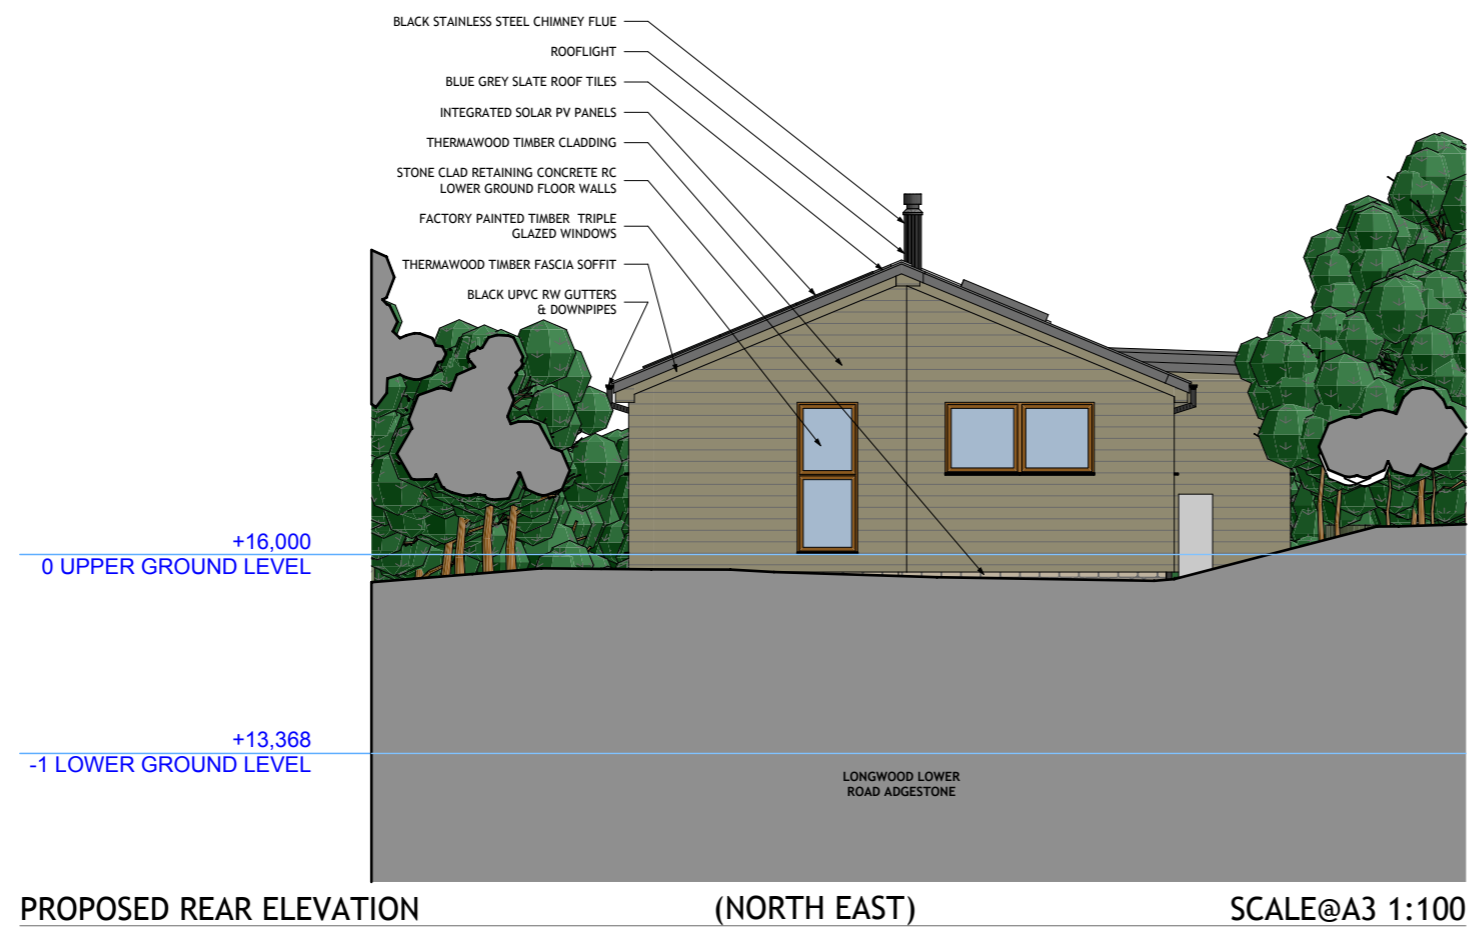 BLACK STAINLESS STEEL CHIMNEY FLUE
ROOFLIGHT
BLUE GREY SLATE ROOF TILES
INTEGRATED SOLAR PV PANELS
THERMAWOOD TIMBER CLADDING
STONE CLAD RETAINING CONCRETE RC
LOWER GROUND FLOOR WALLS
FACTORY PAINTED TIMBER TRIPLE
GLAZED WINDOWS
THERMAWOOD TIMBER FASCIA SOFFIT
BLACK UPVC RW GUTTERS
& DOWNPIPES
+16,000
0 UPPER GROUND LEVEL
+13,368
-1 LOWER GROUND LEVEL
LONGWOOD LOWER
ROAD ADGESTONE
PROPOSED REAR ELEVATION
(NORTH EAST)
SCALE@A3 1:100